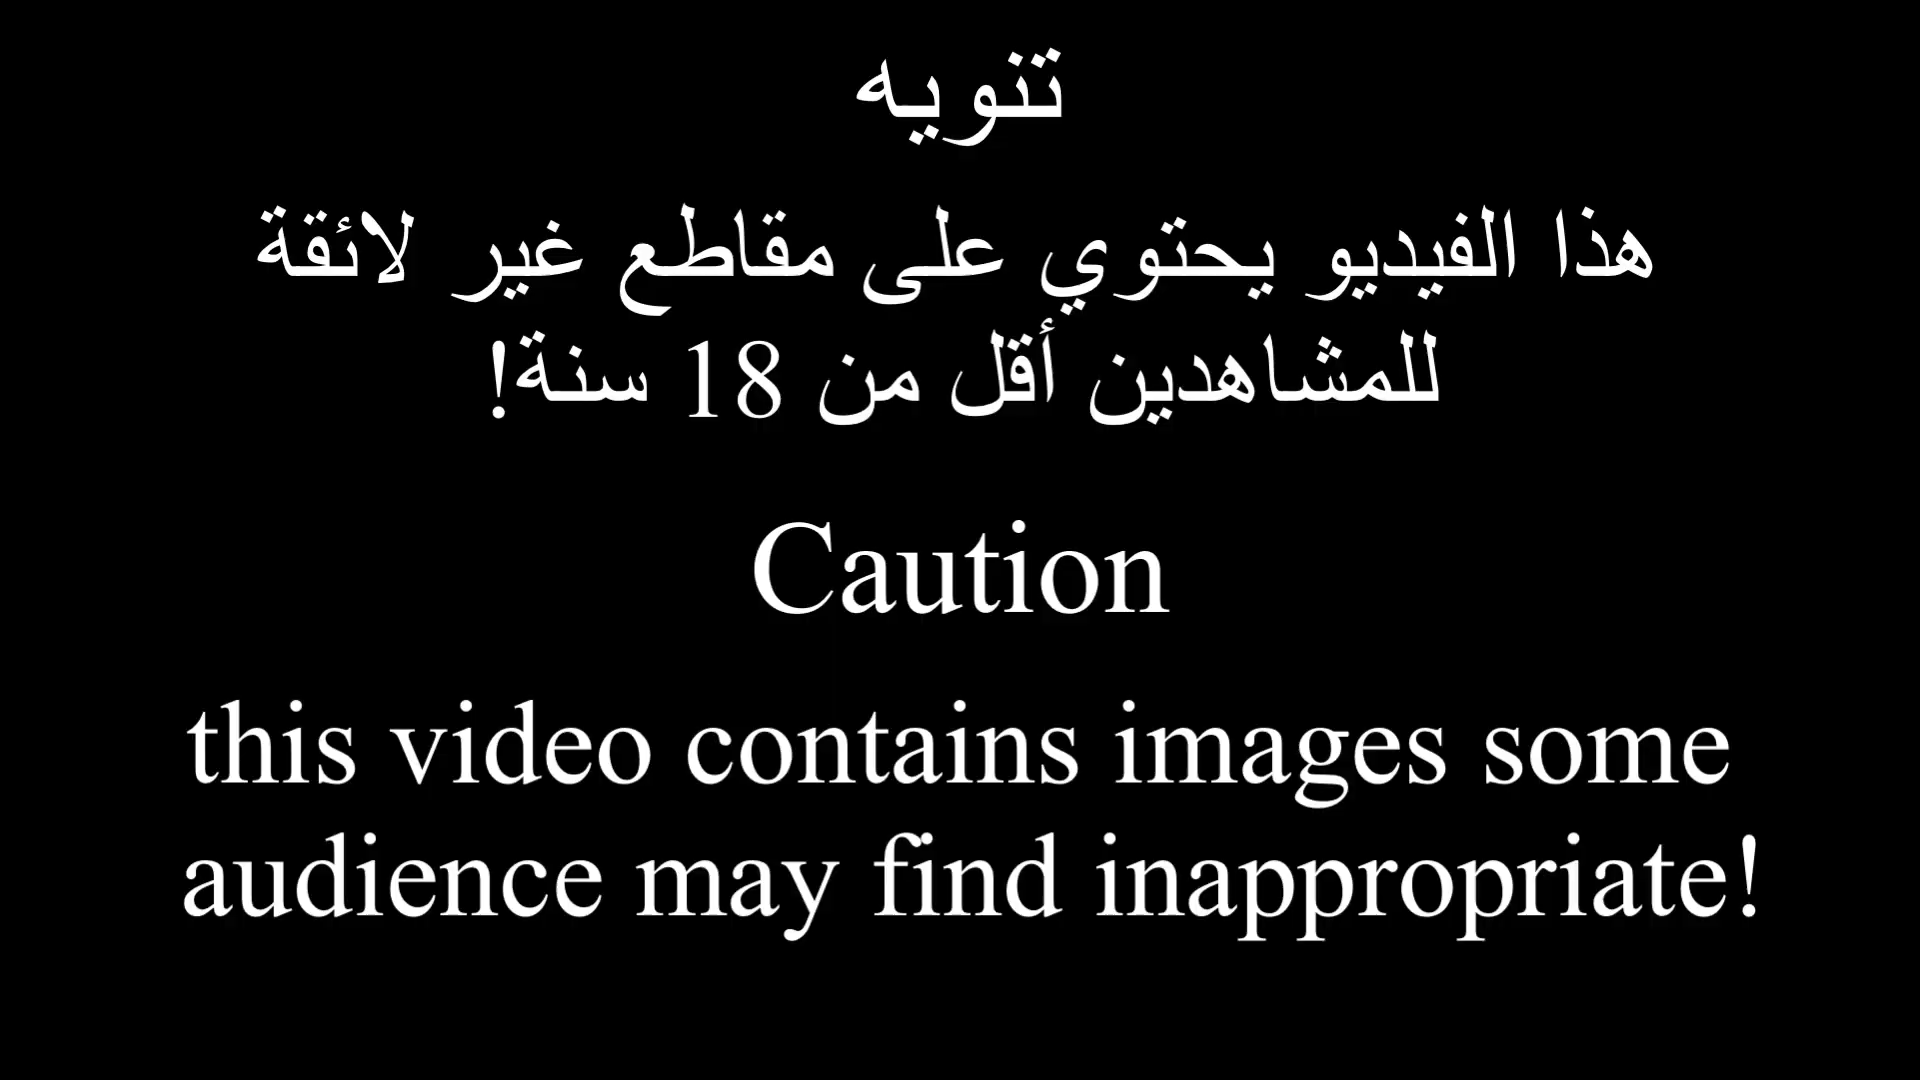 تنويه
هذا الفيديو يحتوي على مقاطع غير لائقة
للمشاهدين أقل من 18 سنة!
Caution
this video contains images some
audience may find inappropriate!